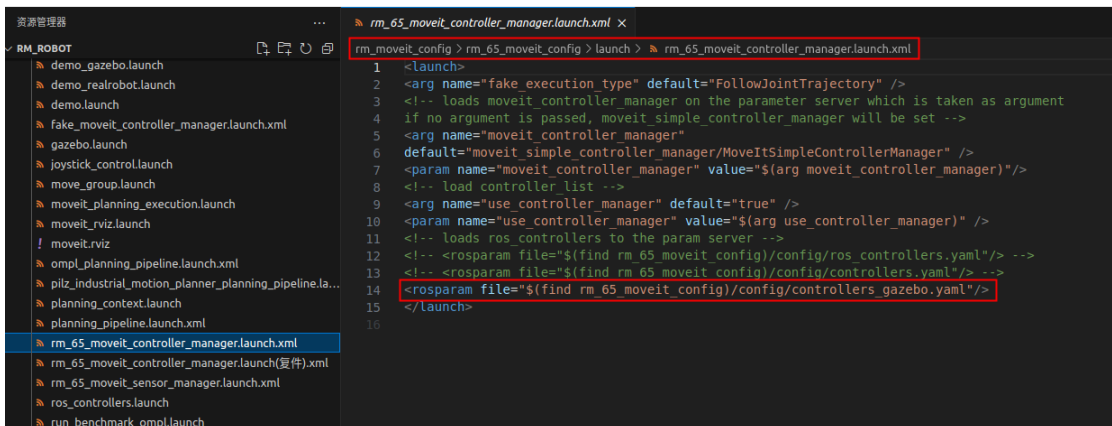 资源管理器
···
RM_ROBOT
demo_gazebo.launch
demo_realrobot.launch
demo.launch
fake_moveit_controller_manager.launch.xml
gazebo.launch
joystick_control.launch
move_group.launch
moveit_planning_execution.launch
moveit_rviz.launch
! moveit.rviz
ompl_planning_pipeline.launch.xml
pilz_industrial_motion_planner_planning_pipeline.la...
planning_context.launch
planning_pipeline.launch.xml
rm_65_moveit_controller_manager.launch.xml
rm_65_moveit_controller_manager.launch(复件).xml
rm_65_moveit_sensor_manager.launch.xml
ros_controllers.launch
run_benchmark_ompl.launch
rm_65_moveit_controller_manager.launch.xml ×
rm_moveit_config > rm_65_moveit_config > launch > rm_65_moveit_controller_manager.launch.xml
1 <launch>
2 <arg name="fake_execution_type" default="FollowJointTrajectory" />
3 <!-- loads moveit_controller_manager on the parameter server which is taken as argument
4 if no argument is passed, moveit_simple_controller_manager will be set -->
5 <arg name="moveit_controller_manager"
6 default="moveit_simple_controller_manager/MoveItSimpleControllerManager" />
7 <param name="moveit_controller_manager" value="$(arg moveit_controller_manager)"/>
8 <!-- load controller_list -->
9 <arg name="use_controller_manager" default="true" />
10 <param name="use_controller_manager" value="$(arg use_controller_manager)" />
11 <!-- loads ros_controllers to the param server -->
12 <!-- <rosparam file="$(find rm_65_moveit_config)/config/ros_controllers.yaml"/> -->
13 <!-- <rosparam file="$(find rm_65_moveit_config)/config/controllers.yaml"/> -->
14 <rosparam file="$(find rm_65_moveit_config)/config/controllers_gazebo.yaml"/>
15 </launch>
16